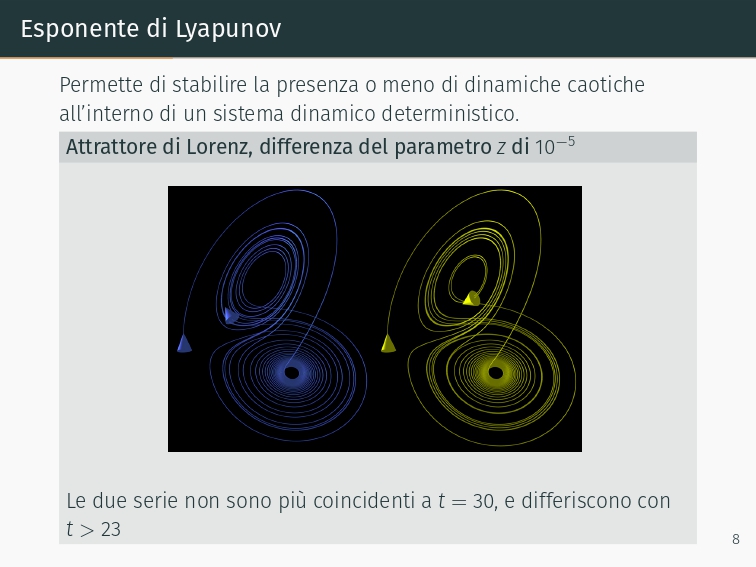 Esponente di Lyapunov
Permette di stabilire la presenza o meno di dinamiche caotiche
all’interno di un sistema dinamico deterministico.
Attrattore di Lorenz, differenza del parametro z di 10⁻⁵
Le due serie non sono più coincidenti a t = 30, e differiscono con
t > 23
8